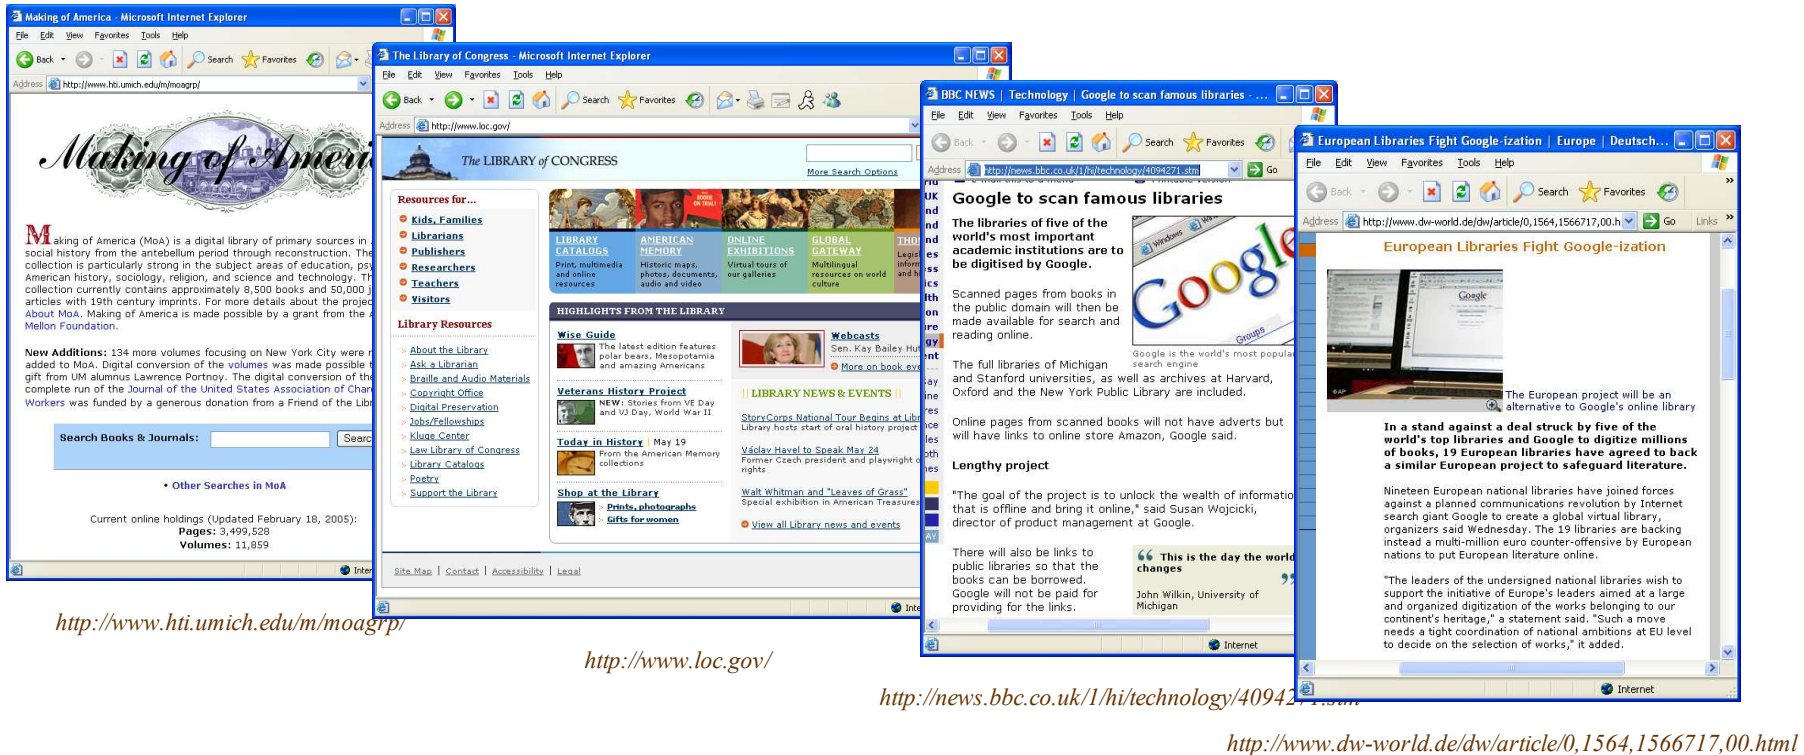 Making of America - Microsoft Internet Explorer
File Edit View Favorites Tools Help
Back Search Favorites
Address http://www.hti.umich.edu/m/moagrp/
Making of Ameri
Making of America (MoA) is a digital library of primary sources in
social history from the antebellum period through reconstruction. The
collection is particularly strong in the subject areas of education, psy
American history, sociology, religion, and science and technology. Th
collection currently contains approximately 8,500 books and 50,000 j
articles with 19th century imprints. For more details about the projec
About MoA. Making of America is made possible by a grant from the
Mellon Foundation.
New Additions: 134 more volumes focusing on New York City were
added to MoA. Digital conversion of the volumes was made possible
gift from UM alumnus Lawrence Portnoy. The digital conversion of the
complete run of the Journal of the United States Association of Char
Workers was funded by a generous donation from a Friend of the Libr
Search Books & Journals: Searc
• Other Searches in MoA
Current online holdings (Updated February 18, 2005):
Pages: 3,499,528
Volumes: 11,859
Inter
http://www.hti.umich.edu/m/moagrp/
The Library of Congress - Microsoft Internet Explorer
File Edit View Favorites Tools Help
Back Search Favorites
Address http://www.loc.gov/
The LIBRARY of CONGRESS
More Search Options
Resources for...
Kids, Families
Librarians
Publishers
Researchers
Teachers
Visitors
Library Resources
About the Library
Ask a Librarian
Braille and Audio Materials
Copyright Office
Digital Preservation
Jobs/Fellowships
Kluge Center
Law Library of Congress
Library Catalogs
Poetry
Support the Library
LIBRARY CATALOGS
Print, multimedia
and online
resources
AMERICAN MEMORY
Historic maps,
photos, documents,
audio and video
ONLINE EXHIBITIONS
Virtual tours of
our galleries
GLOBAL GATEWAY
Multilingual
resources on world
culture
THO
Legisl
inform
and hi
HIGHLIGHTS FROM THE LIBRARY
Wise Guide
The latest edition features
polar bears, Mesopotamia
and amazing Americans
Veterans History Project
NEW: Stories from VE Day
and VJ Day, World War II
Today in History | May 19
From the American Memory
collections
Shop at the Library
Prints, photographs
Gifts for women
Webcasts
Sen. Kay Bailey Hut
More on book eve
LIBRARY NEWS & EVENTS
StoryCorps National Tour Begins at Libr
Library hosts start of oral history project
Václav Havel to Speak May 24
Former Czech president and playwright o
rights
Walt Whitman and "Leaves of Grass"
Special exhibition in American Treasures
View all Library news and events
Site Map | Contact | Accessibility | Legal
Inte
http://www.loc.gov/
BBC NEWS | Technology | Google to scan famous libraries - ...
File Edit View Favorites Tools Help
Back Search Favorites
Address http://news.bbc.co.uk/1/hi/technology/4094271.stm Go
Google to scan famous libraries
The libraries of five of the
world's most important
academic institutions are to
be digitised by Google.
Scanned pages from books in
the public domain will then be
made available for search and
reading online.
Windows
Google
Groups
Google is the world's most popula
search engine
The full libraries of Michigan
and Stanford universities, as well as archives at Harvard,
Oxford and the New York Public Library are included.
Online pages from scanned books will not have adverts but
will have links to online store Amazon, Google said.
Lengthy project
"The goal of the project is to unlock the wealth of informatio
that is offline and bring it online," said Susan Wojcicki,
director of product management at Google.
There will also be links to
public libraries so that the
books can be borrowed.
Google will not be paid for
providing for the links.
This is the day the world
changes
John Wilkin, University of
Michigan
Internet
http://news.bbc.co.uk/1/hi/technology/4094271.stm
European Libraries Fight Google-ization | Europe | Deutsch...
File Edit View Favorites Tools Help
Back Search Favorites
Address http://www.dw-world.de/dw/article/0,1564,1566717,00.h Go Links
European Libraries Fight Google-ization
Google
AP
The European project will be an
alternative to Google's online library
In a stand against a deal struck by five of the
world's top libraries and Google to digitize millions
of books, 19 European libraries have agreed to back
a similar European project to safeguard literature.
Nineteen European national libraries have joined forces
against a planned communications revolution by Internet
search giant Google to create a global virtual library,
organizers said Wednesday. The 19 libraries are backing
instead a multi-million euro counter-offensive by European
nations to put European literature online.
"The leaders of the undersigned national libraries wish to
support the initiative of Europe's leaders aimed at a large
and organized digitization of the works belonging to our
continent's heritage," a statement said. "Such a move
needs a tight coordination of national ambitions at EU level
to decide on the selection of works," it added.
Internet
http://www.dw-world.de/dw/article/0,1564,1566717,00.html